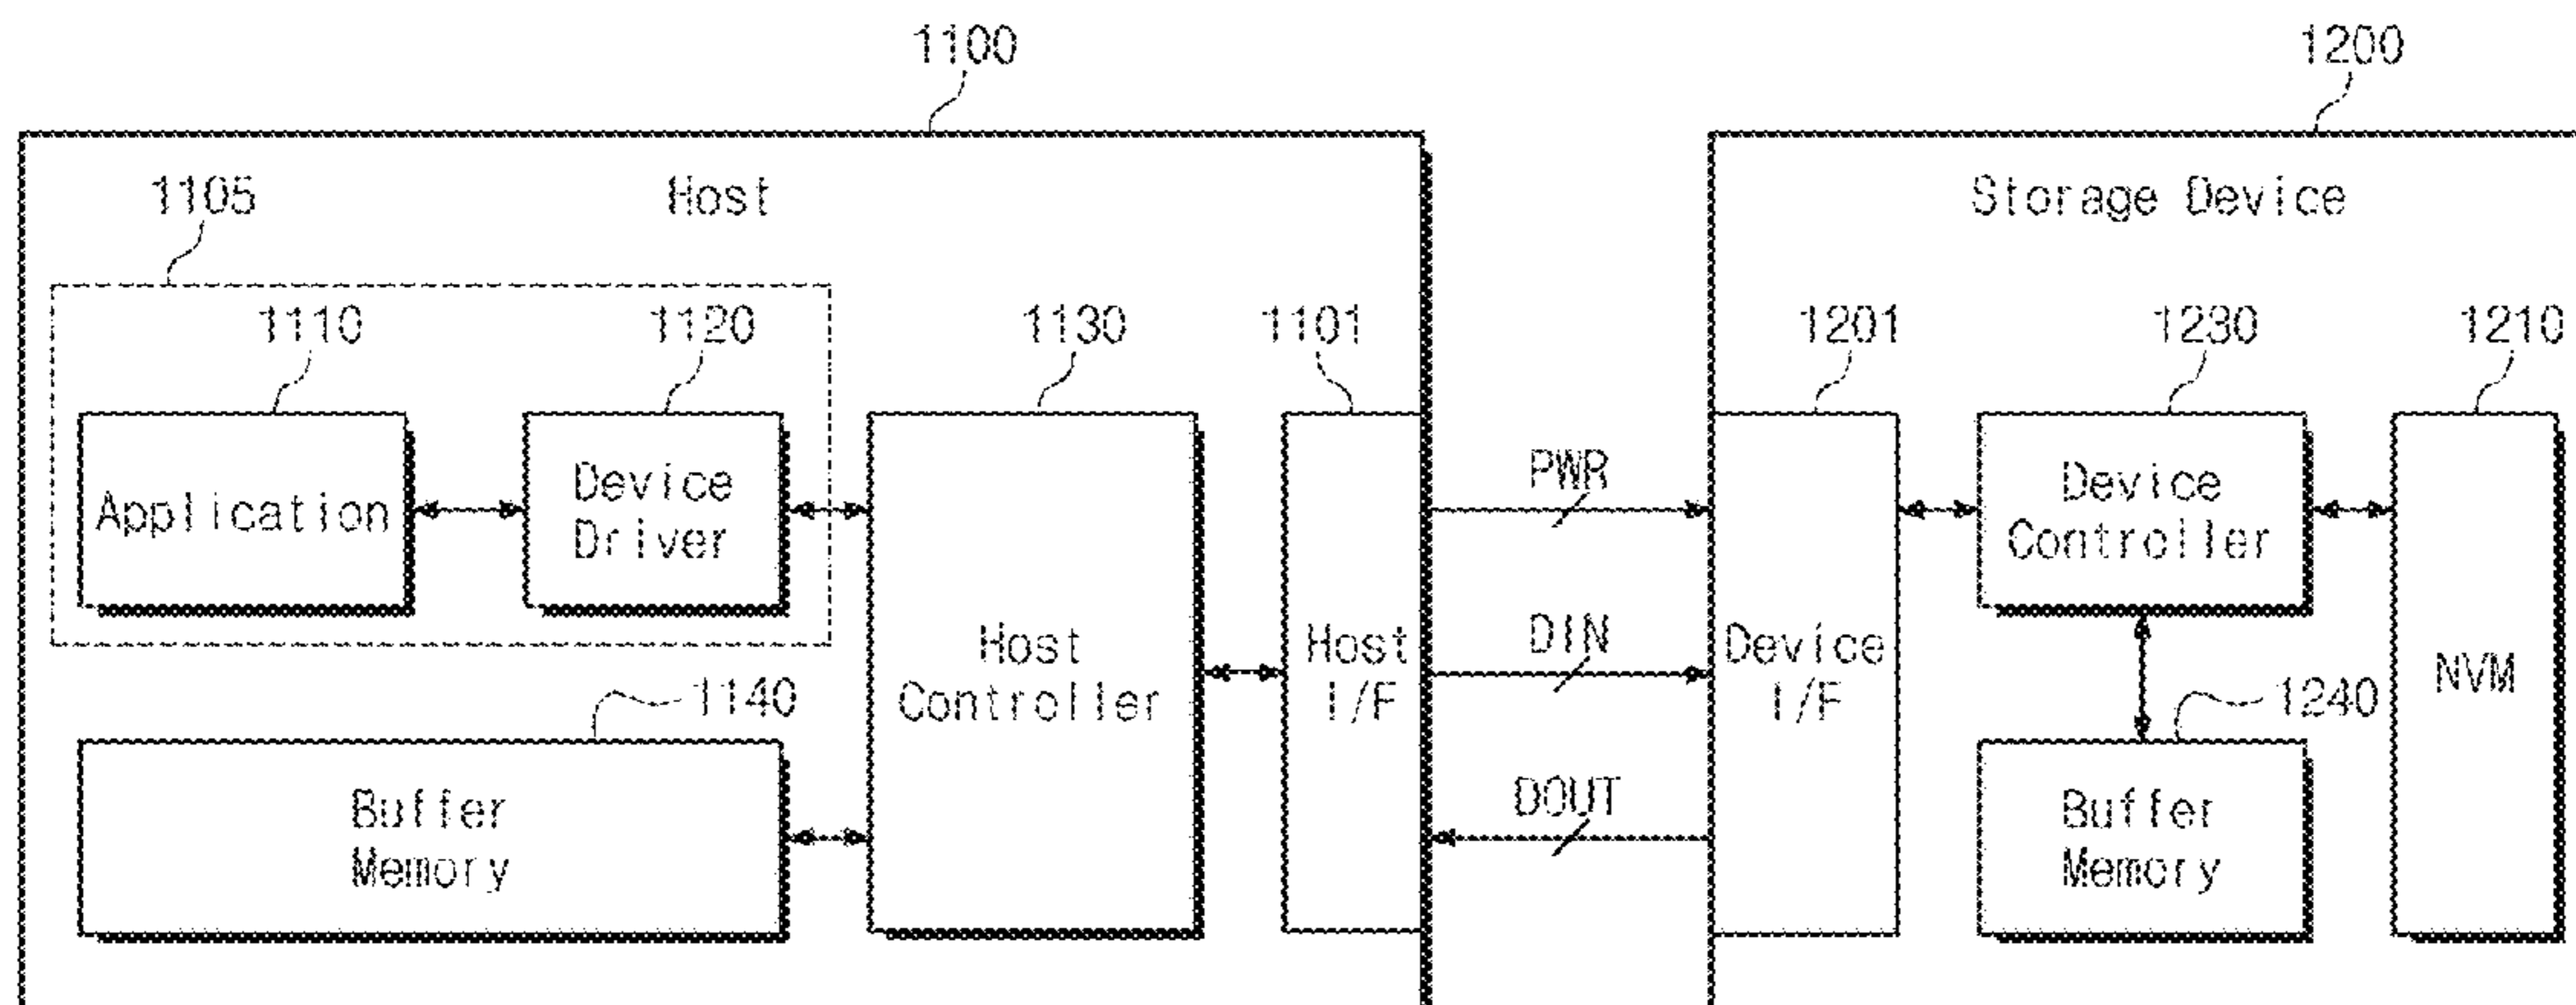 1100
1200
1105
Host
Storage Device
1110
1120
1130
1101
1201
1230
1210
Application
Device
Driver
Host
Controller
Host
I/F
PWR
DIN
DOUT
Device
I/F
Device
Controller
NVM
1140
1240
Buffer
Memory
Buffer
Memory